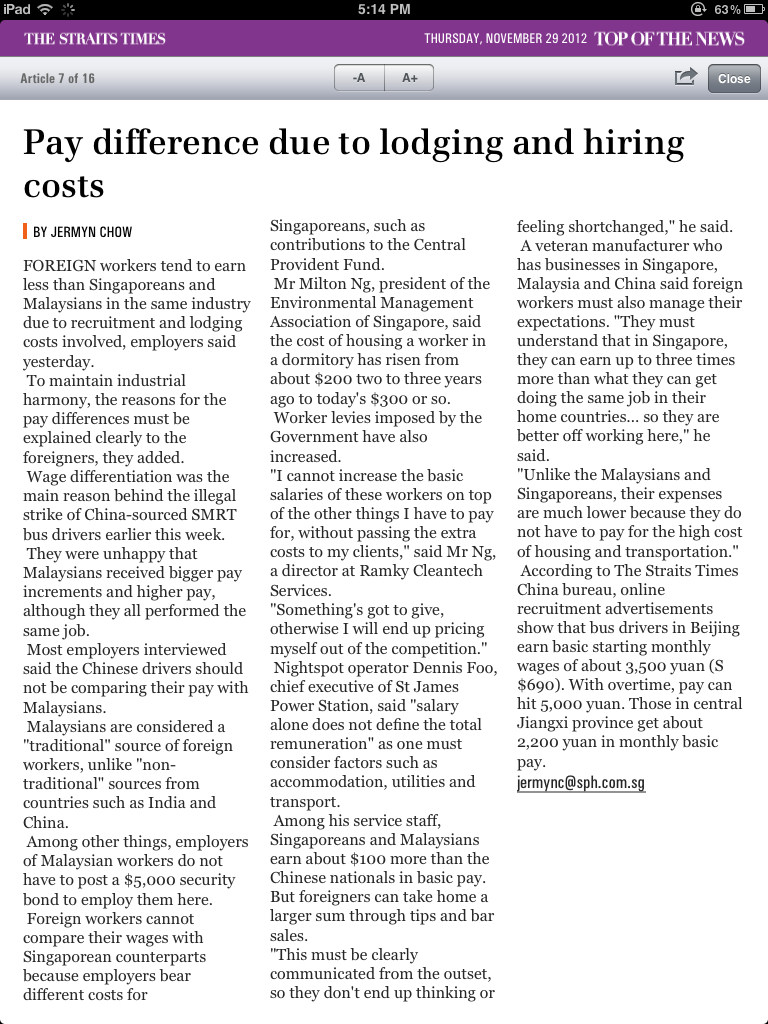 iPad
5:14 PM
63%
THE STRAITS TIMES
THURSDAY, NOVEMBER 29 2012 TOP OF THE NEWS
Article 7 of 16
-A
A+
Close
Pay difference due to lodging and hiring
costs
BY JERMYN CHOW
FOREIGN workers tend to earn
less than Singaporeans and
Malaysians in the same industry
due to recruitment and lodging
costs involved, employers said
yesterday.
To maintain industrial
harmony, the reasons for the
pay differences must be
explained clearly to the
foreigners, they added.
Wage differentiation was the
main reason behind the illegal
strike of China-sourced SMRT
bus drivers earlier this week.
They were unhappy that
Malaysians received bigger pay
increments and higher pay,
although they all performed the
same job.
Most employers interviewed
said the Chinese drivers should
not be comparing their pay with
Malaysians.
Malaysians are considered a
"traditional" source of foreign
workers, unlike "non-
traditional" sources from
countries such as India and
China.
Among other things, employers
of Malaysian workers do not
have to post a $5,000 security
bond to employ them here.
Foreign workers cannot
compare their wages with
Singaporean counterparts
because employers bear
different costs for
Singaporeans, such as
contributions to the Central
Provident Fund.
Mr Milton Ng, president of the
Environmental Management
Association of Singapore, said
the cost of housing a worker in
a dormitory has risen from
about $200 two to three years
ago to today's $300 or so.
Worker levies imposed by the
Government have also
increased.
"I cannot increase the basic
salaries of these workers on top
of the other things I have to pay
for, without passing the extra
costs to my clients," said Mr Ng,
a director at Ramky Cleantech
Services.
"Something's got to give,
otherwise I will end up pricing
myself out of the competition."
Nightspot operator Dennis Foo,
chief executive of St James
Power Station, said "salary
alone does not define the total
remuneration" as one must
consider factors such as
accommodation, utilities and
transport.
Among his service staff,
Singaporeans and Malaysians
earn about $100 more than the
Chinese nationals in basic pay.
But foreigners can take home a
larger sum through tips and bar
sales.
"This must be clearly
communicated from the outset,
so they don't end up thinking or
feeling shortchanged," he said.
A veteran manufacturer who
has businesses in Singapore,
Malaysia and China said foreign
workers must also manage their
expectations. "They must
understand that in Singapore,
they can earn up to three times
more than what they can get
doing the same job in their
home countries... so they are
better off working here," he
said.
"Unlike the Malaysians and
Singaporeans, their expenses
are much lower because they do
not have to pay for the high cost
of housing and transportation."
According to The Straits Times
China bureau, online
recruitment advertisements
show that bus drivers in Beijing
earn basic starting monthly
wages of about 3,500 yuan (S
$690). With overtime, pay can
hit 5,000 yuan. Those in central
Jiangxi province get about
2,200 yuan in monthly basic
pay.
jermync@sph.com.sg